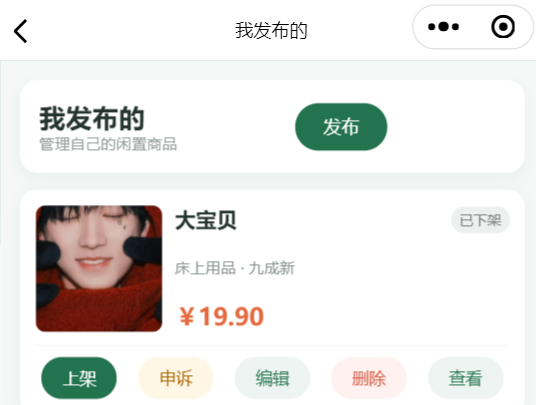 我发布的
我发布的
管理自己的闲置商品
发布
大宝贝
已下架
床上用品 · 九成新
￥19.90
上架
申诉
编辑
删除
查看